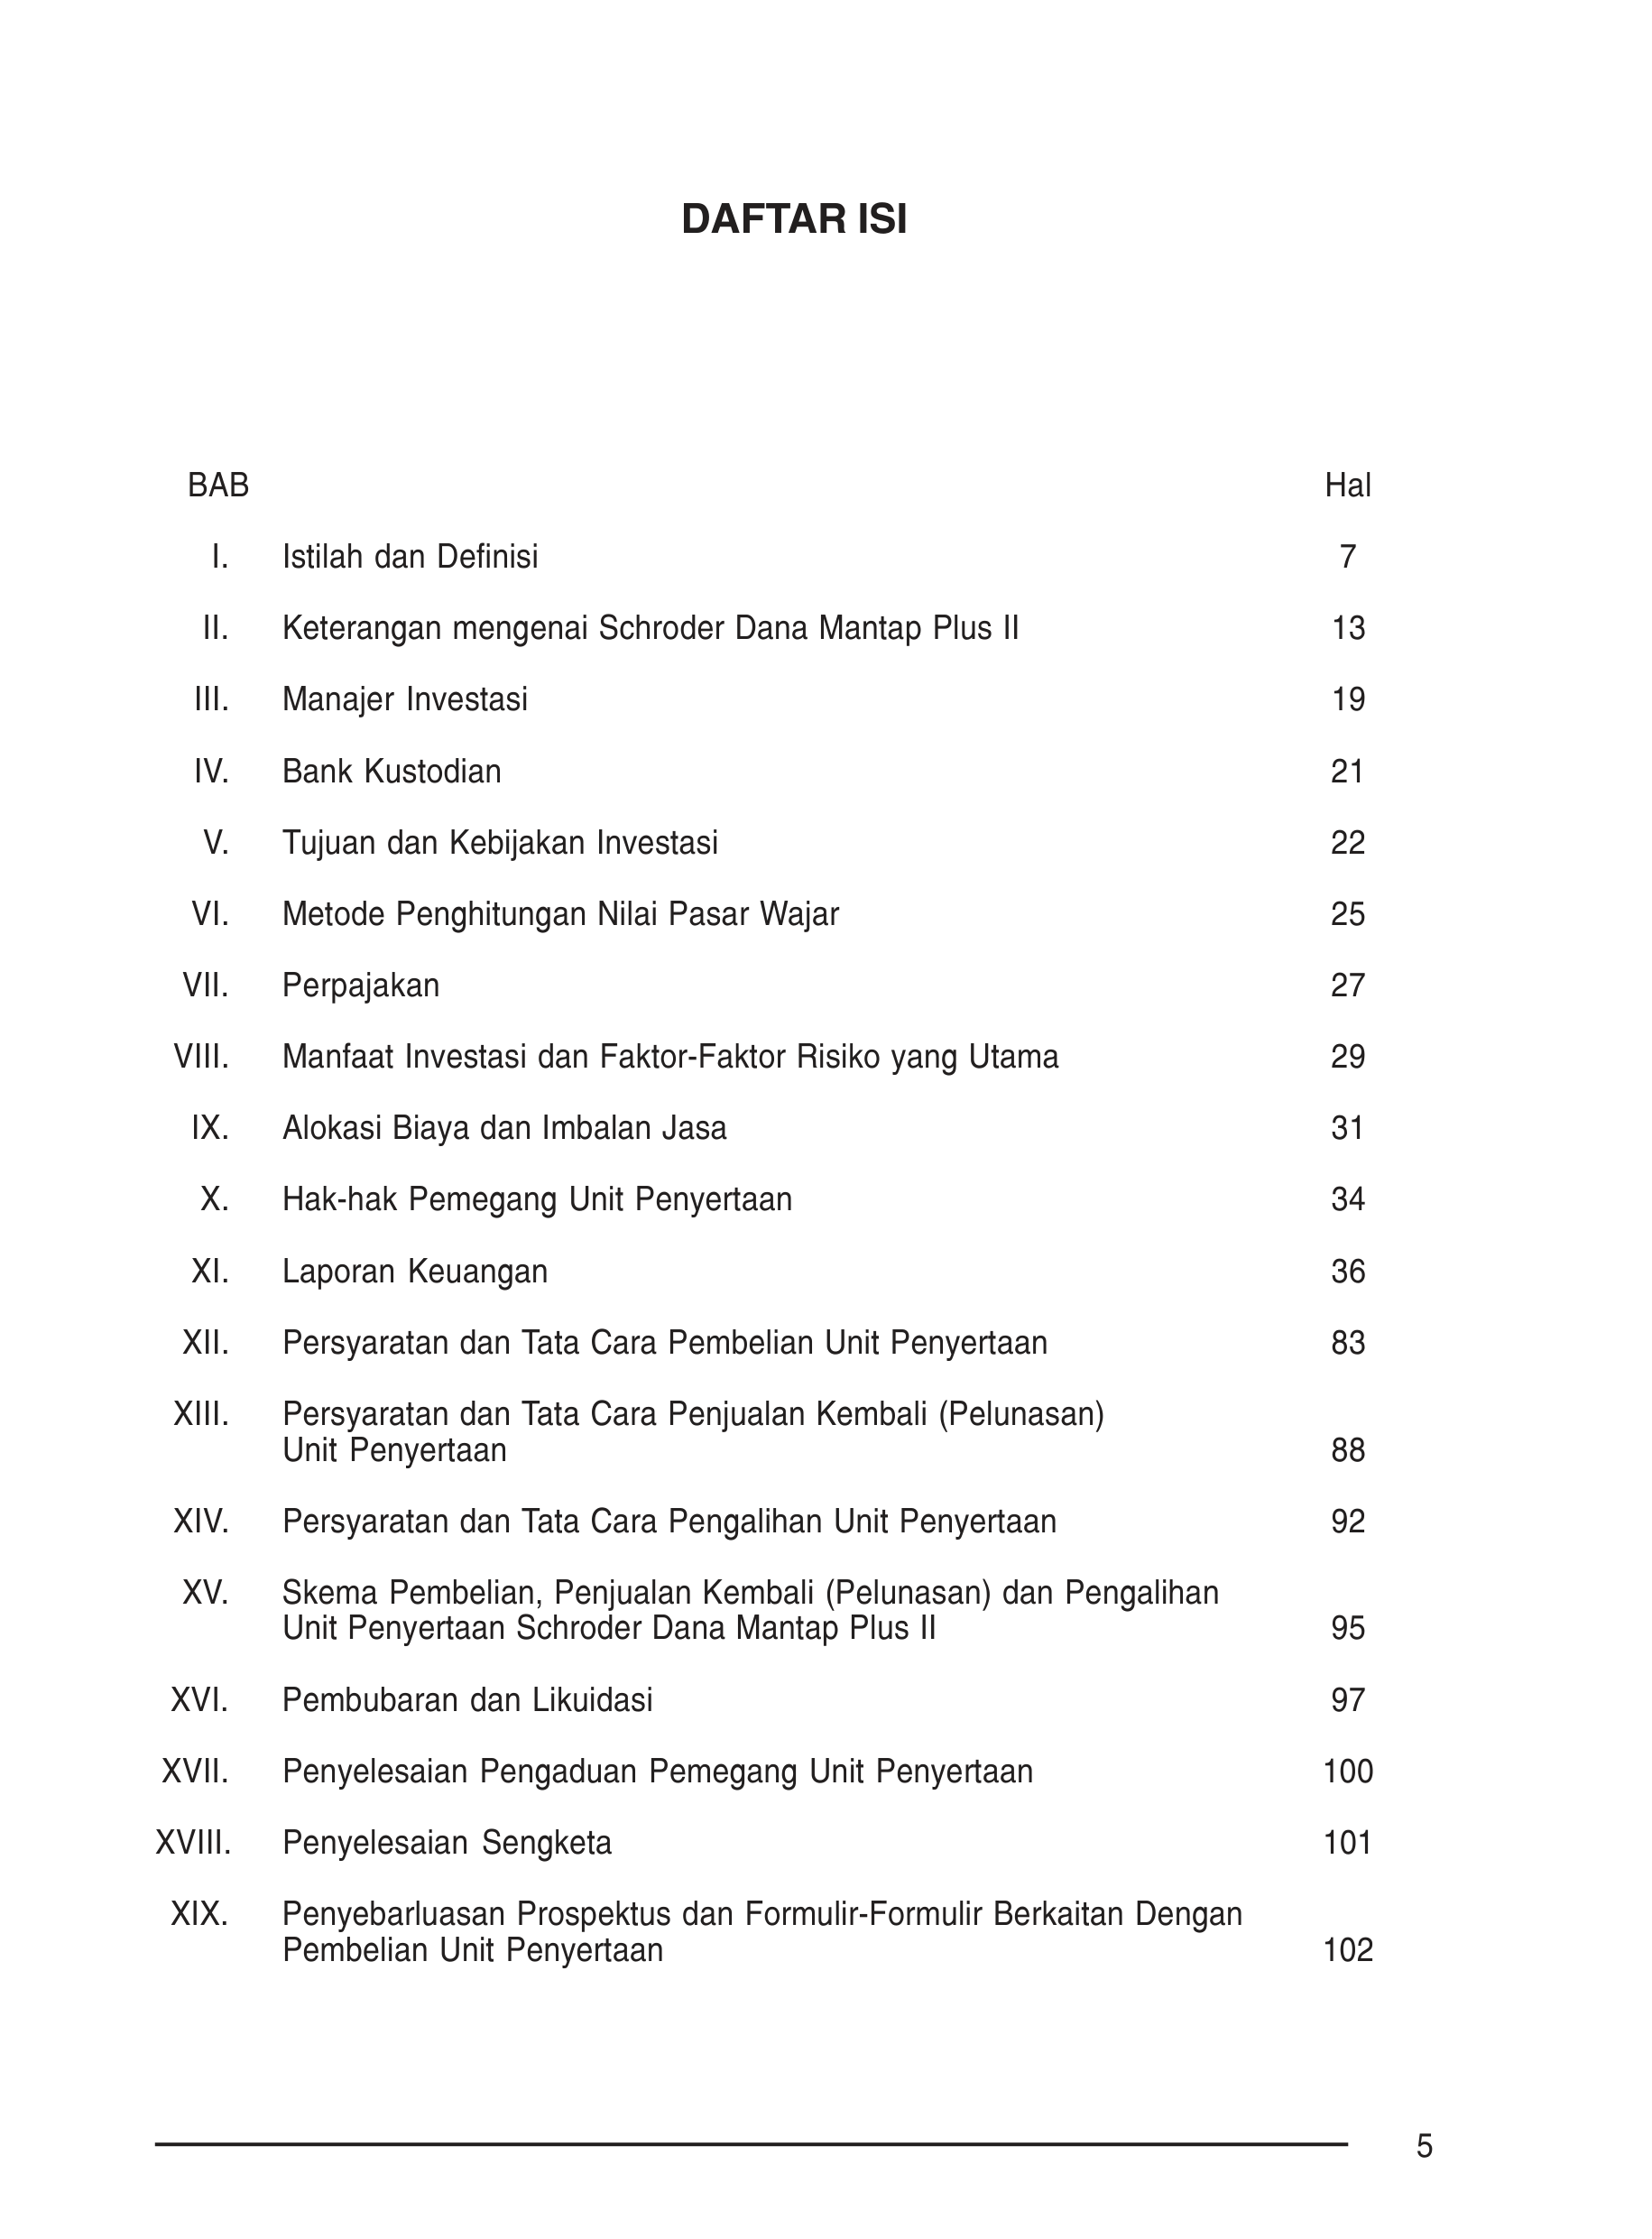 DAFTAR ISI
BAB Hal
I. Istilah dan Definisi 7
II. Keterangan mengenai Schroder Dana Mantap Plus II 13
III. Manajer Investasi 19
IV. Bank Kustodian 21
V. Tujuan dan Kebijakan Investasi 22
VI. Metode Penghitungan Nilai Pasar Wajar 25
VII. Perpajakan 27
VIII. Manfaat Investasi dan Faktor-Faktor Risiko yang Utama 29
IX. Alokasi Biaya dan Imbalan Jasa 31
X. Hak-hak Pemegang Unit Penyertaan 34
XI. Laporan Keuangan 36
XII. Persyaratan dan Tata Cara Pembelian Unit Penyertaan 83
XIII. Persyaratan dan Tata Cara Penjualan Kembali (Pelunasan)
Unit Penyertaan 88
XIV. Persyaratan dan Tata Cara Pengalihan Unit Penyertaan 92
XV. Skema Pembelian, Penjualan Kembali (Pelunasan) dan Pengalihan
Unit Penyertaan Schroder Dana Mantap Plus II 95
XVI. Pembubaran dan Likuidasi 97
XVII. Penyelesaian Pengaduan Pemegang Unit Penyertaan 100
XVIII. Penyelesaian Sengketa 101
XIX. Penyebarluasan Prospektus dan Formulir-Formulir Berkaitan Dengan
Pembelian Unit Penyertaan 102
5